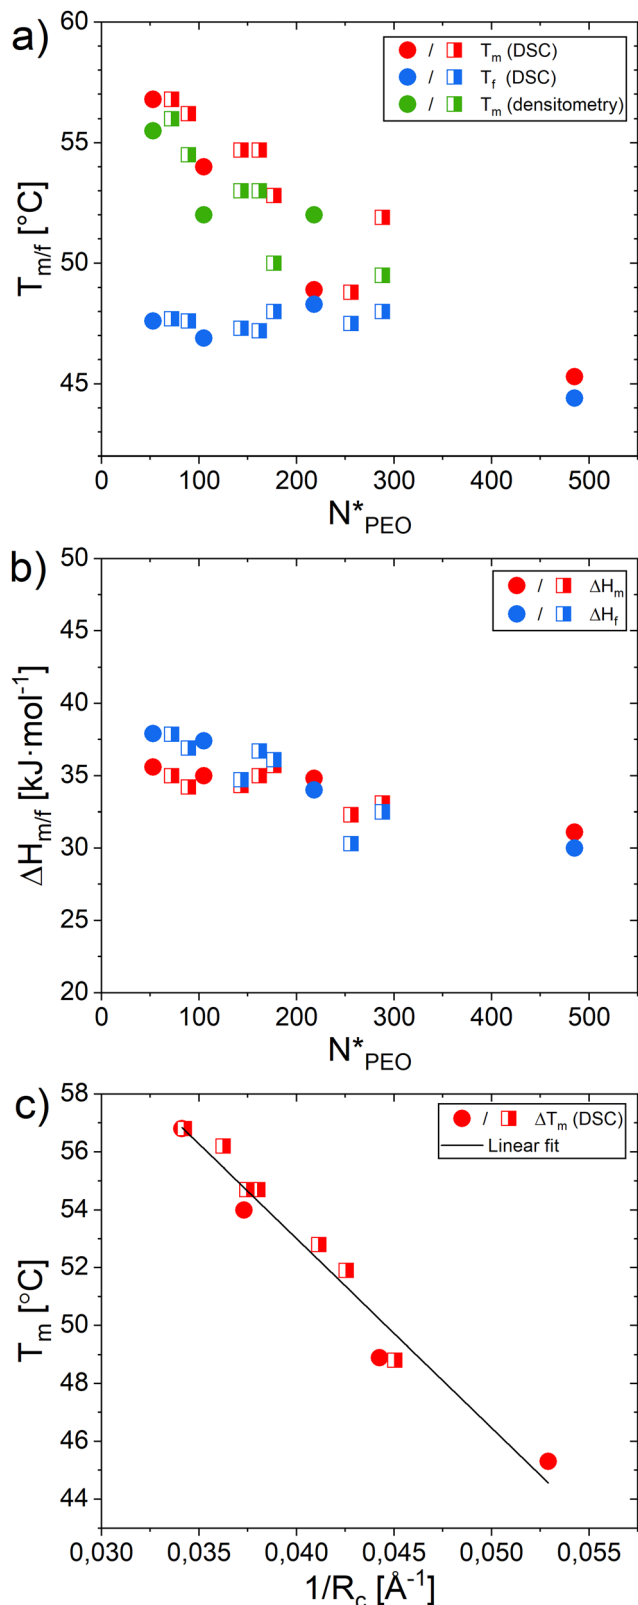 a)
60
55
50
45
T_m/f [°C]
/ T_m (DSC)
/ T_f (DSC)
/ T_m (densitometry)
0 100 200 300 400 500
N*_PEO
b)
50
45
40
35
30
25
20
ΔH_m/f [kJ·mol⁻¹]
/ ΔH_m
/ ΔH_f
0 100 200 300 400 500
N*_PEO
c)
58
56
54
52
50
48
46
44
T_m [°C]
/ ΔT_m (DSC)
Linear fit
0,030 0,035 0,040 0,045 0,050 0,055
1/R_c [Å⁻¹]